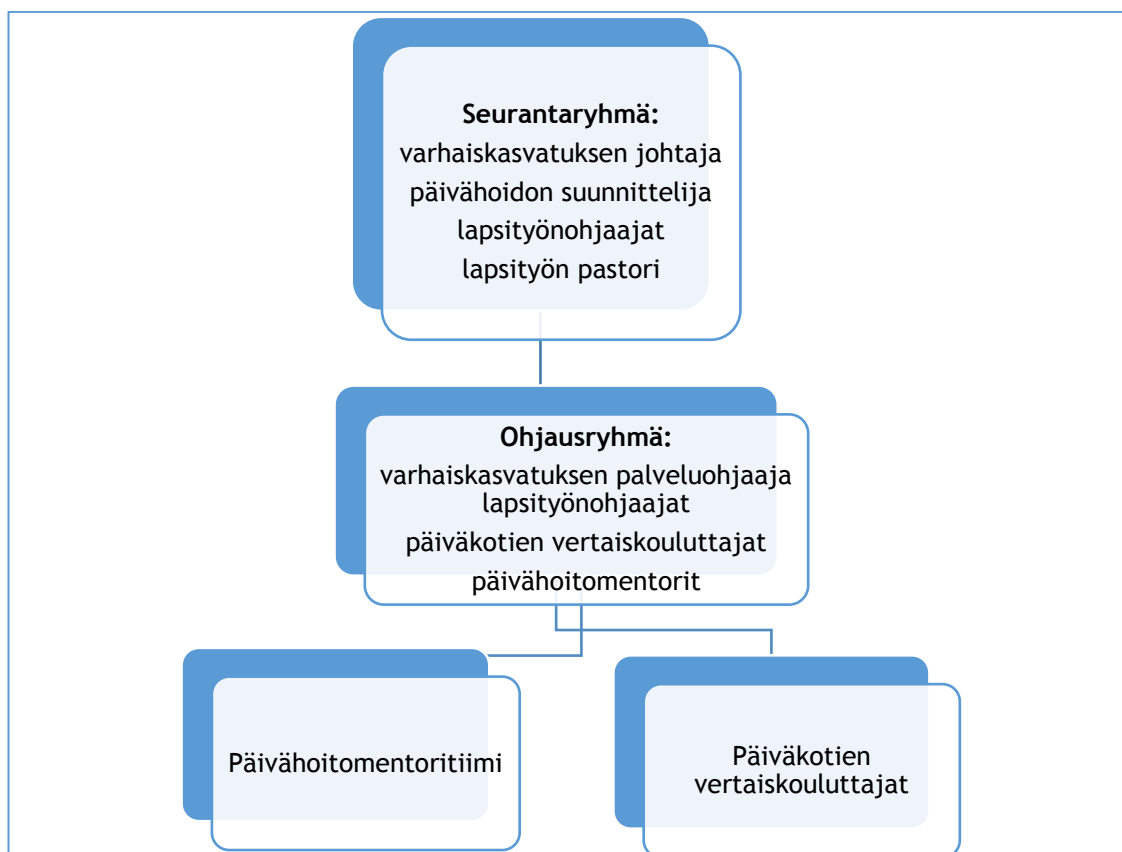 Seurantaryhmä:
varhaiskasvatuksen johtaja
päivähoidon suunnittelija
lapsityönohjaajat
lapsityön pastori
Ohjausryhmä:
varhaiskasvatuksen palveluohjaaja
lapsityönohjaajat
päiväkotien vertaiskouluttajat
päivähoitomentorit
Päivähoitomentoritiimi
Päiväkotien
vertaiskouluttajat